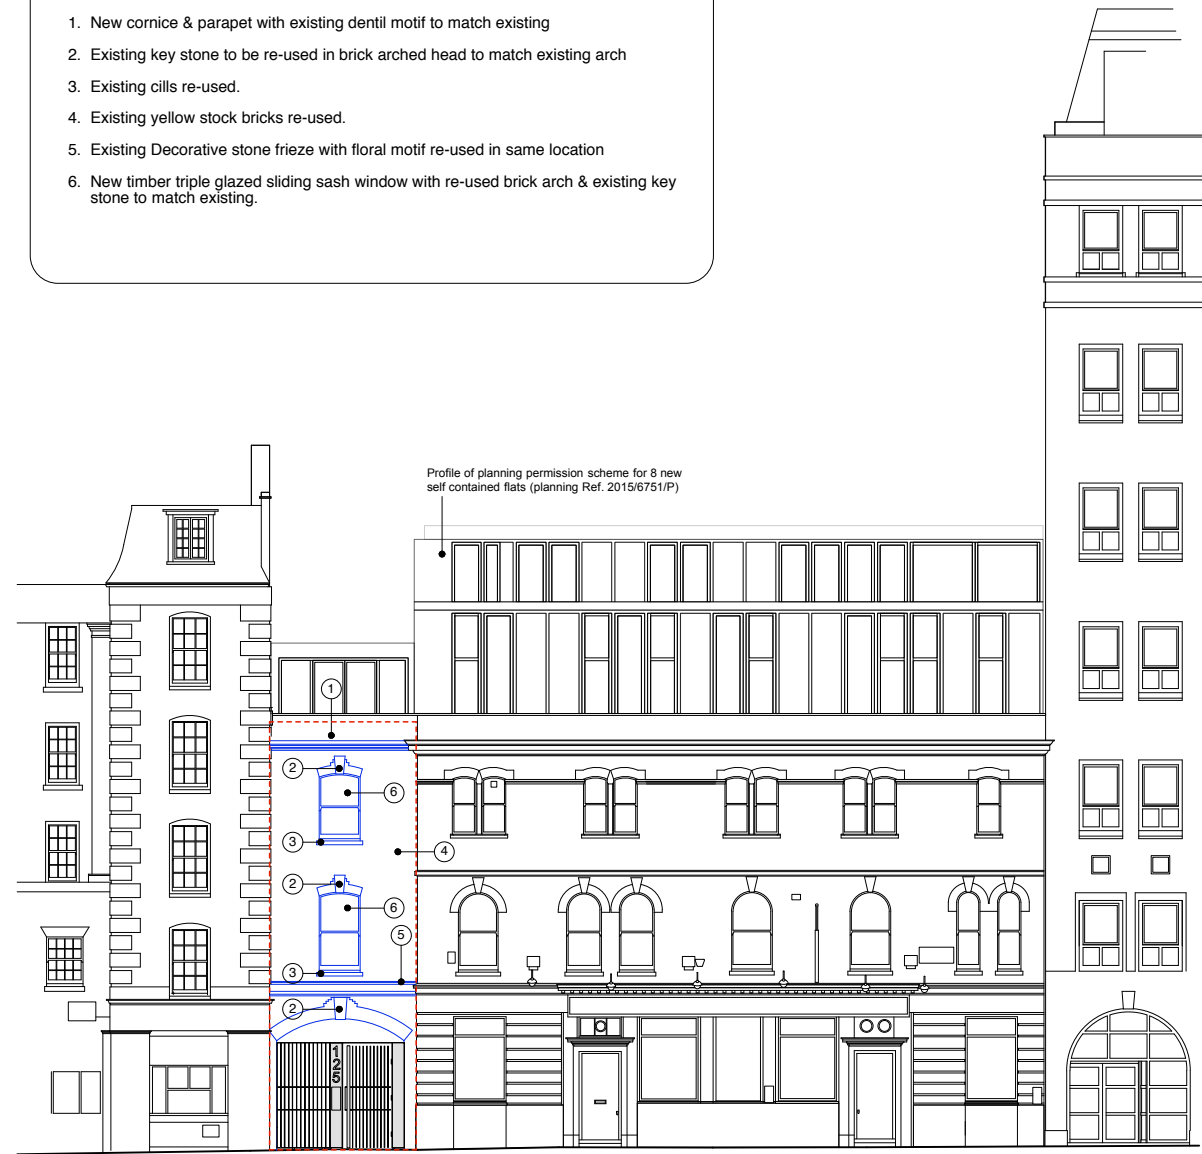 1. New cornice & parapet with existing dentil motif to match existing
2. Existing key stone to be re-used in brick arched head to match existing arch
3. Existing cills re-used.
4. Existing yellow stock bricks re-used.
5. Existing Decorative stone frieze with floral motif re-used in same location
6. New timber triple glazed sliding sash window with re-used brick arch & existing key
stone to match existing.
Profile of planning permission scheme for 8 new
self contained flats (planning Ref. 2015/6751/P)
1
2
6
3
4
2
6
5
3
2
125